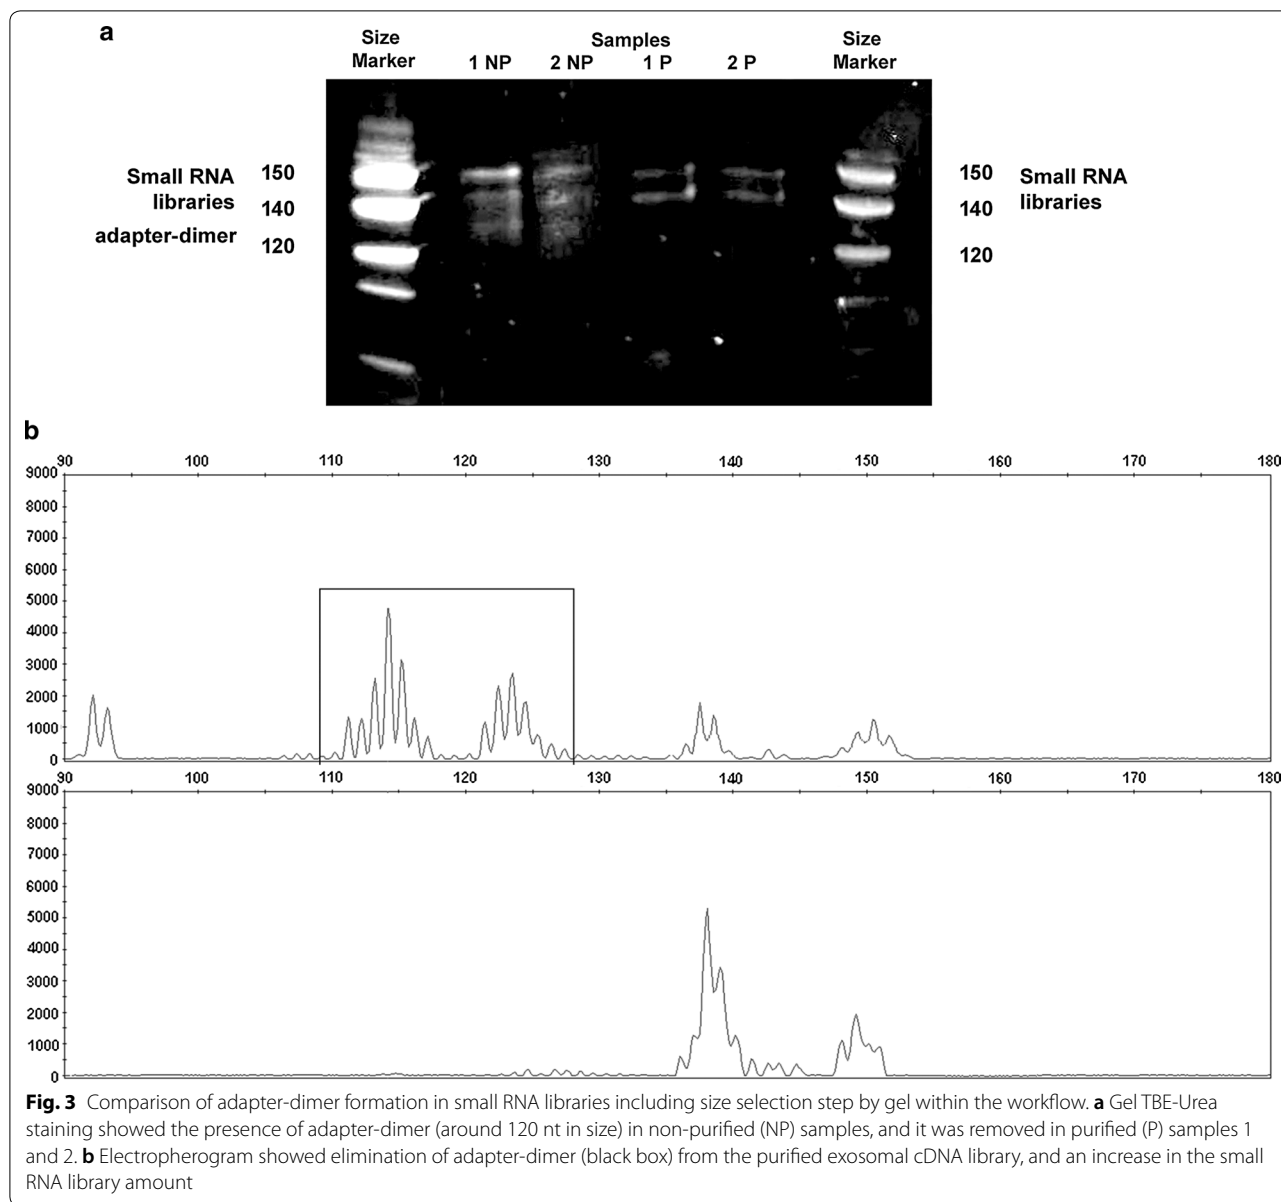 a
Size Marker
Samples
1 NP 2 NP 1 P 2 P
Size Marker
Small RNA libraries
adapter-dimer
150
140
120
150
140
120
Small RNA libraries
b
90 100 110 120 130 140 150 160 170 180
9000
8000
7000
6000
5000
4000
3000
2000
1000
0
90 100 110 120 130 140 150 160 170 180
9000
8000
7000
6000
5000
4000
3000
2000
1000
0
Fig. 3 Comparison of adapter-dimer formation in small RNA libraries including size selection step by gel within the workflow. a Gel TBE-Urea
staining showed the presence of adapter-dimer (around 120 nt in size) in non-purified (NP) samples, and it was removed in purified (P) samples 1
and 2. b Electropherogram showed elimination of adapter-dimer (black box) from the purified exosomal cDNA library, and an increase in the small
RNA library amount